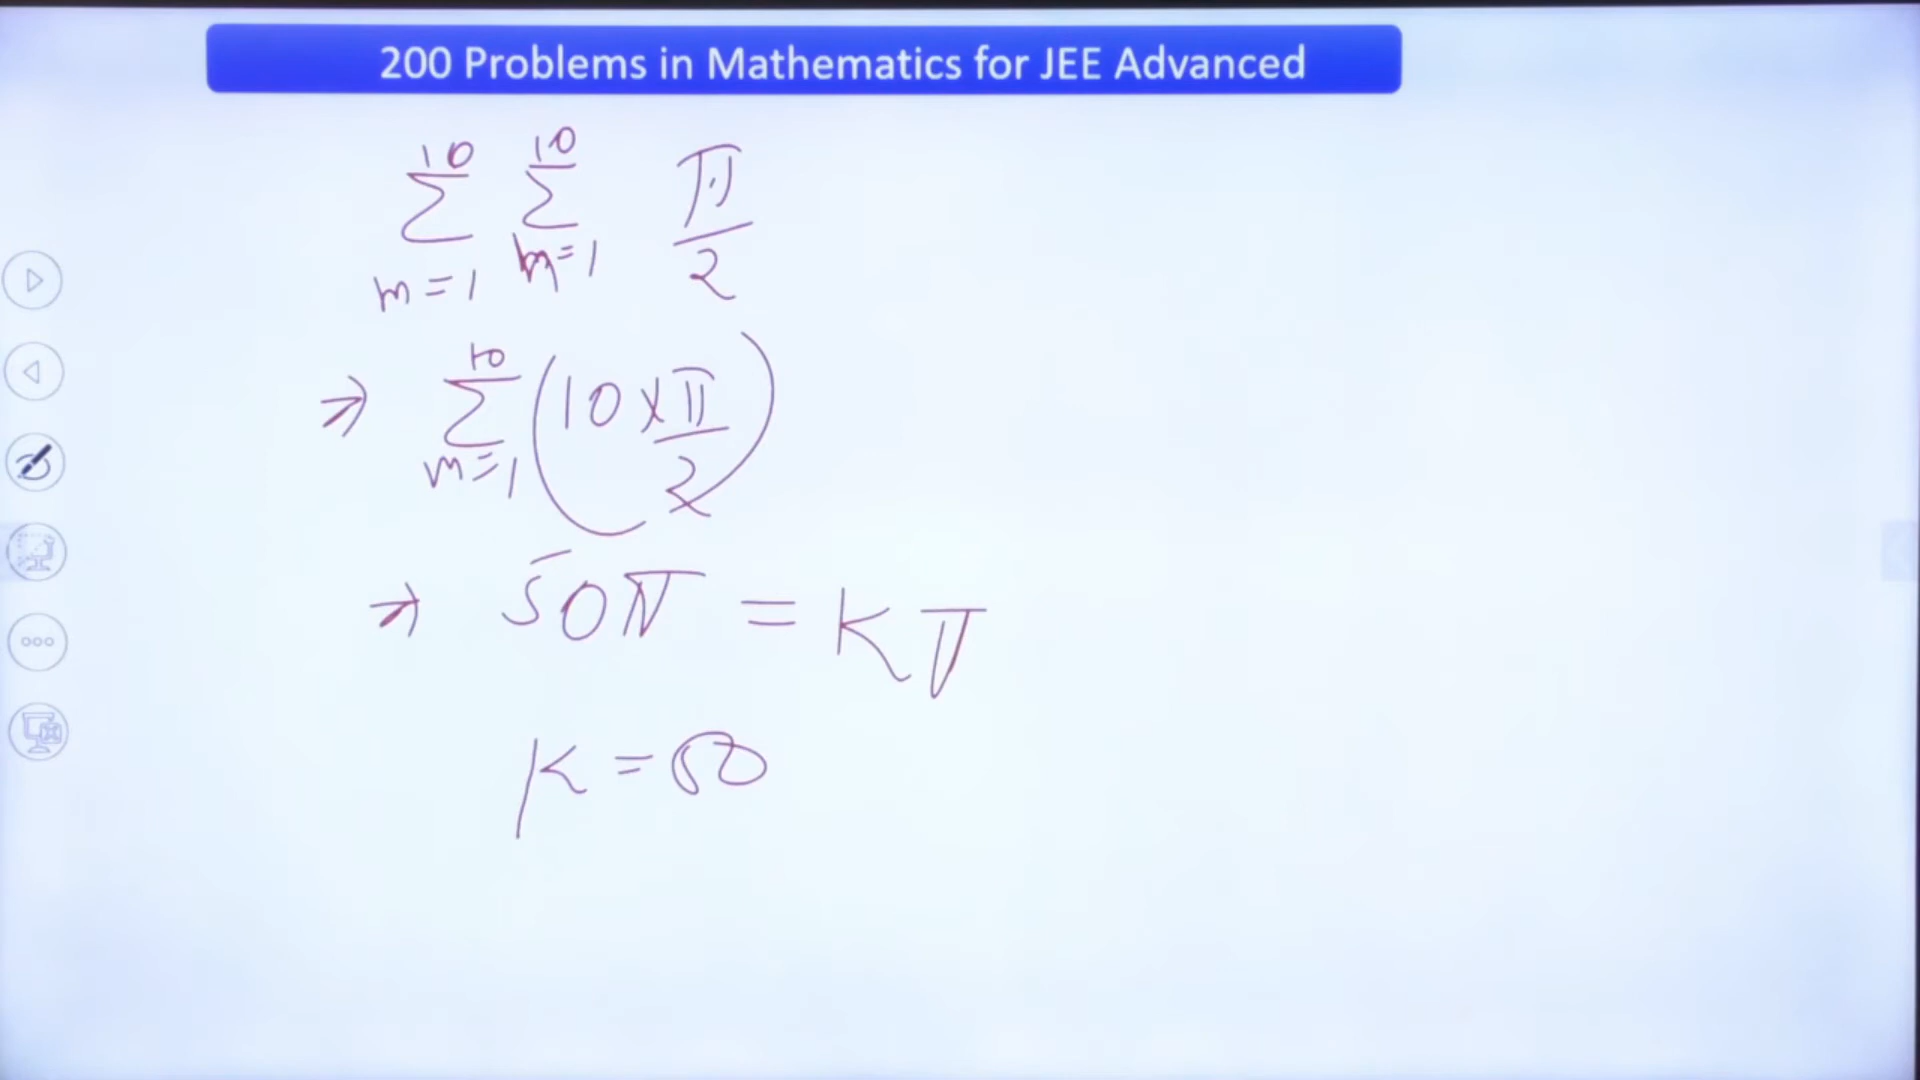 200 Problems in Mathematics for JEE Advanced
10 10
∑ ∑ π/2
m=1 n=1
10
⇒ ∑ (10 × π/2)
m=1
⇒ 50π = Kπ
K = 50